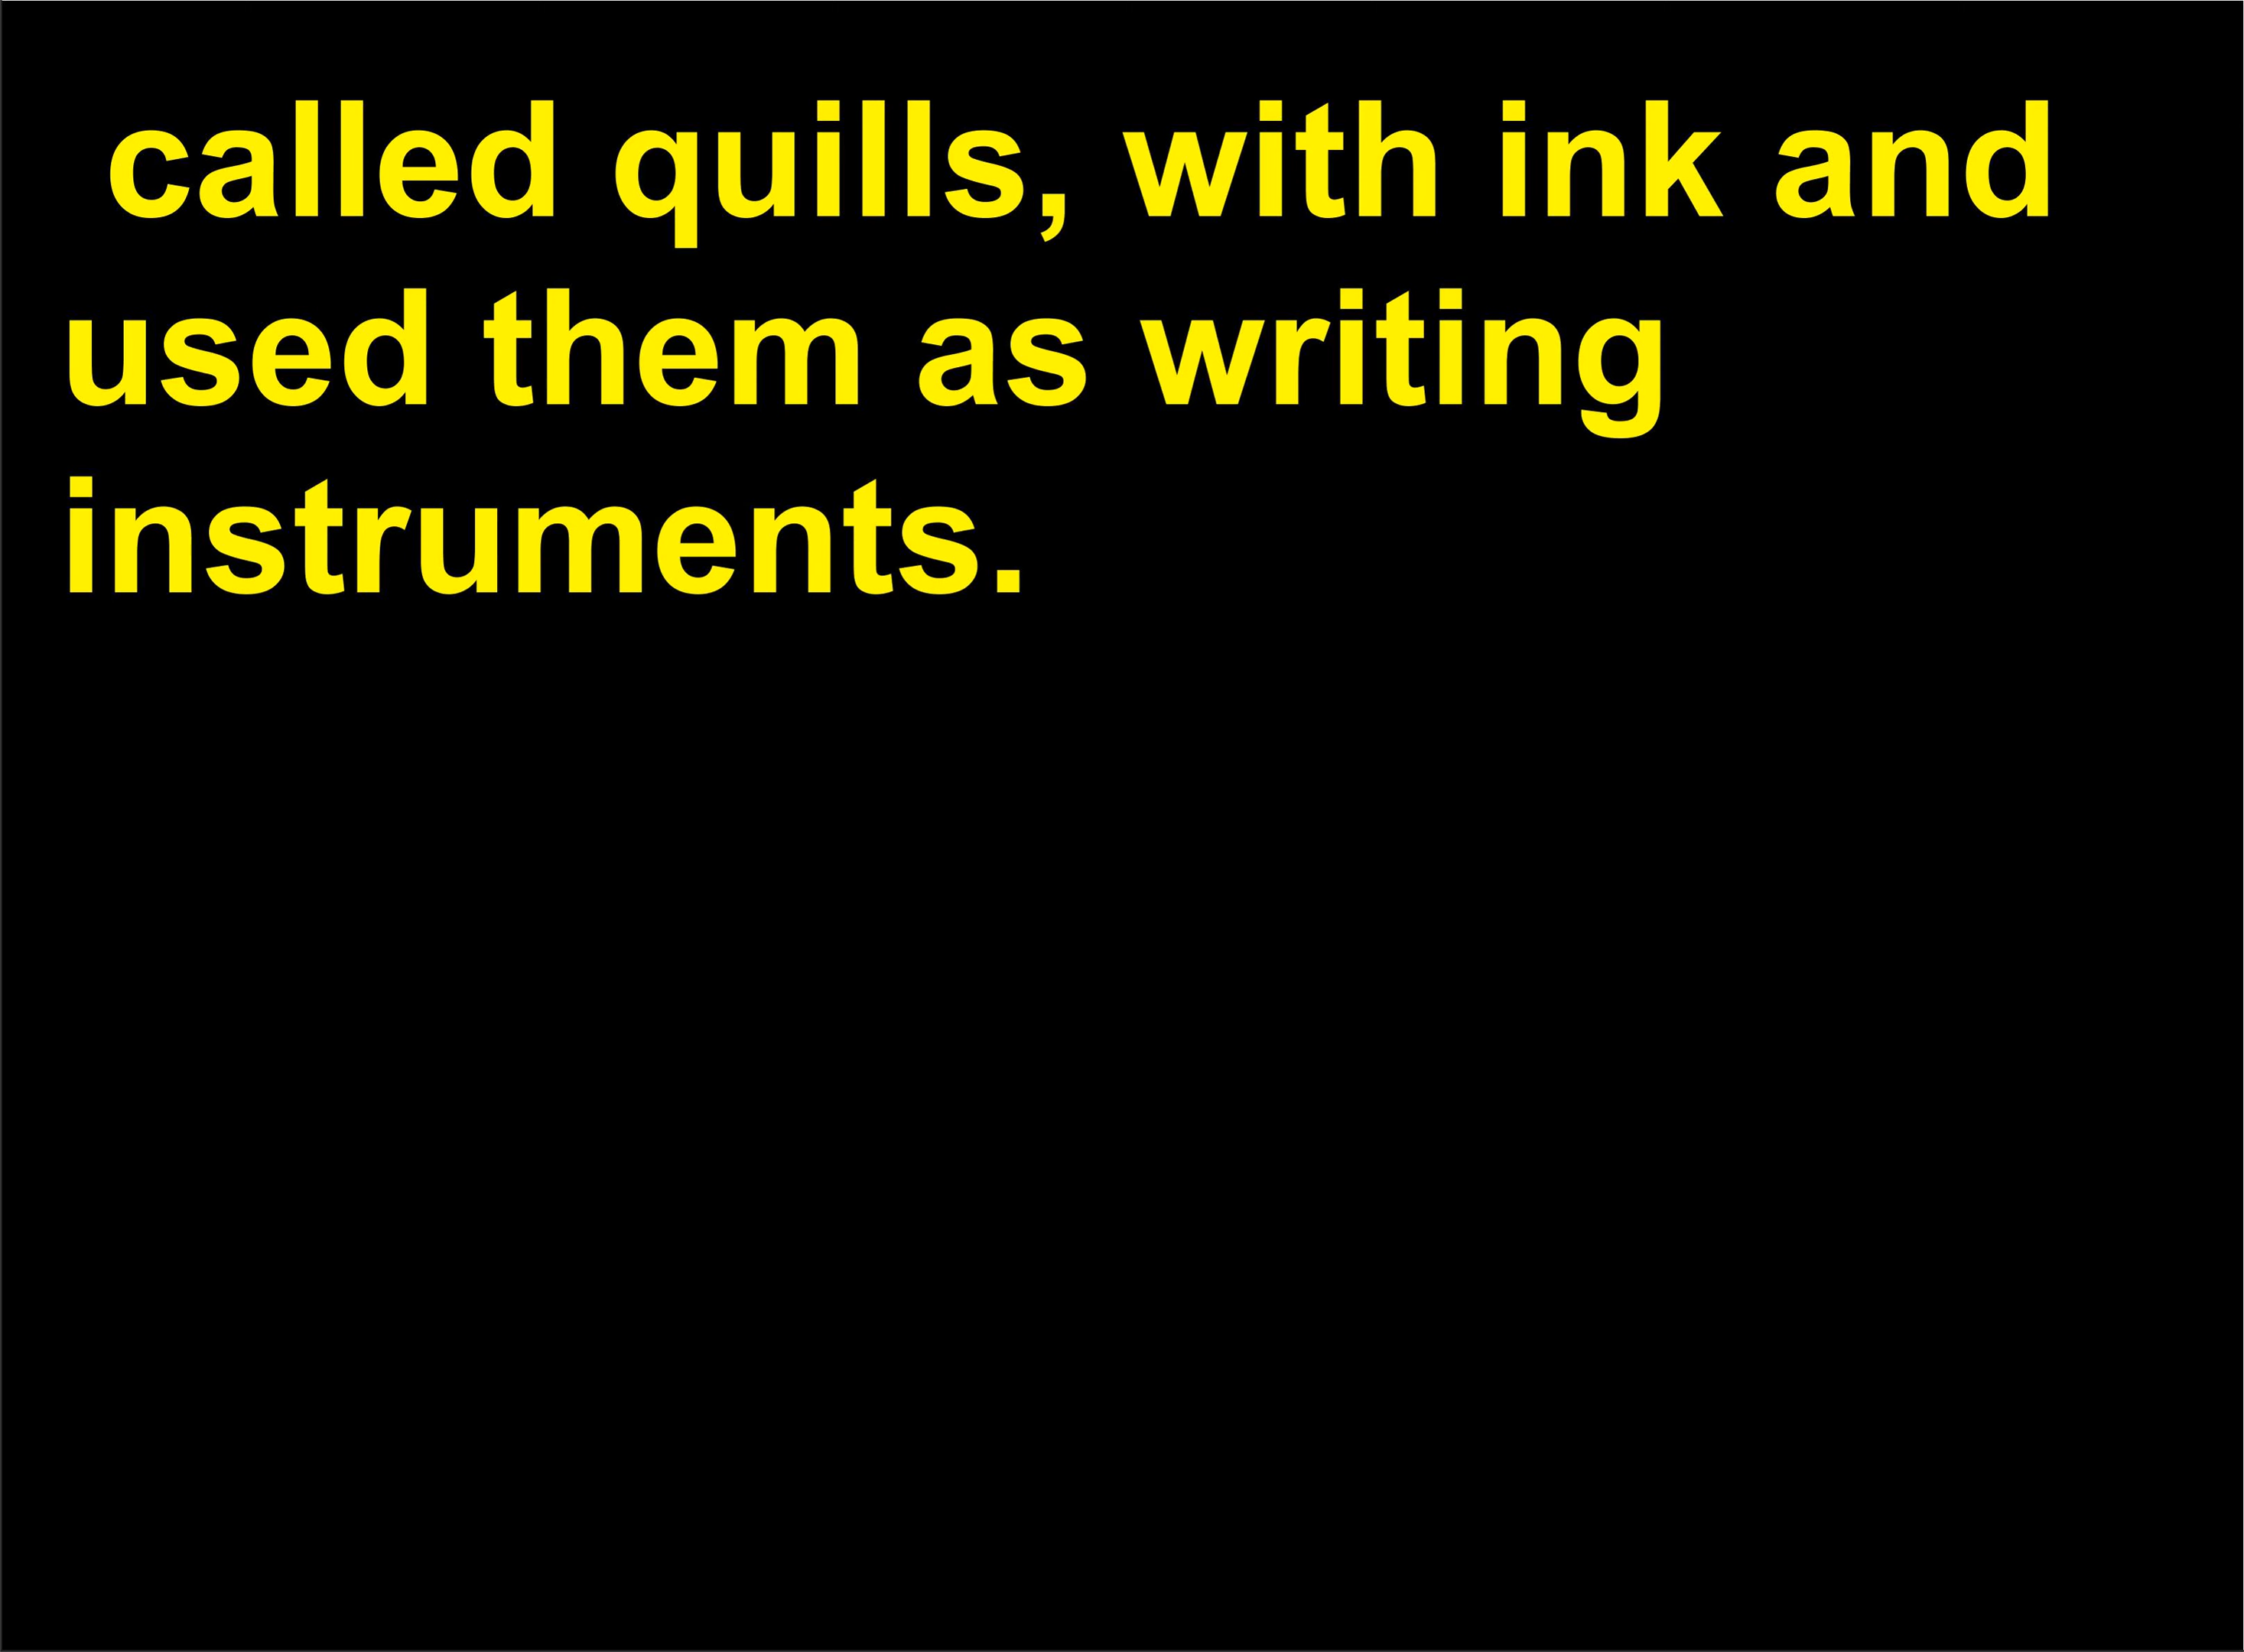 called quills, with ink and
used them as writing
instruments.